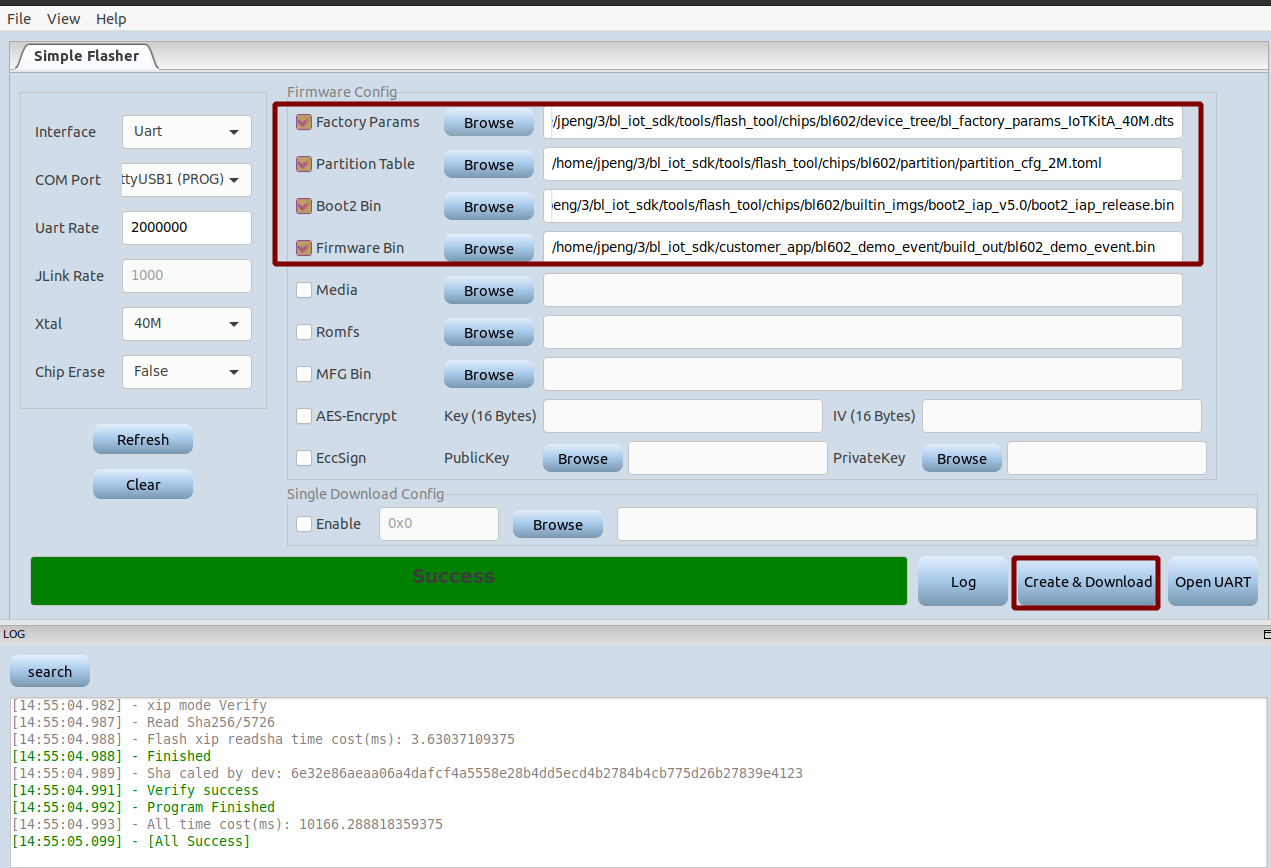 File View Help
Simple Flasher
Interface Uart
COM Port ttyUSB1 (PROG)
Uart Rate 2000000
JLink Rate 1000
Xtal 40M
Chip Erase False
Refresh
Clear
Firmware Config
Factory Params Browse /jpeng/3/bl_iot_sdk/tools/flash_tool/chips/bl602/device_tree/bl_factory_params_IoTKitA_40M.dts
Partition Table Browse /home/jpeng/3/bl_iot_sdk/tools/flash_tool/chips/bl602/partition/partition_cfg_2M.toml
Boot2 Bin Browse eng/3/bl_iot_sdk/tools/flash_tool/chips/bl602/builtin_imgs/boot2_iap_v5.0/boot2_iap_release.bin
Firmware Bin Browse /home/jpeng/3/bl_iot_sdk/customer_app/bl602_demo_event/build_out/bl602_demo_event.bin
Media Browse
Romfs Browse
MFG Bin Browse
AES-Encrypt Key (16 Bytes) IV (16 Bytes)
EccSign PublicKey Browse PrivateKey Browse
Single Download Config
Enable 0x0 Browse
Success Log Create & Download Open UART
LOG
search
[14:55:04.982] - xip mode Verify
[14:55:04.987] - Read Sha256/5726
[14:55:04.988] - Flash xip readsha time cost(ms): 3.63037109375
[14:55:04.988] - Finished
[14:55:04.989] - Sha caled by dev: 6e32e86aeaa06a4dafcf4a5558e28b4dd5ecd4b2784b4cb775d26b27839e4123
[14:55:04.991] - Verify success
[14:55:04.992] - Program Finished
[14:55:04.993] - All time cost(ms): 10166.288818359375
[14:55:05.099] - [All Success]